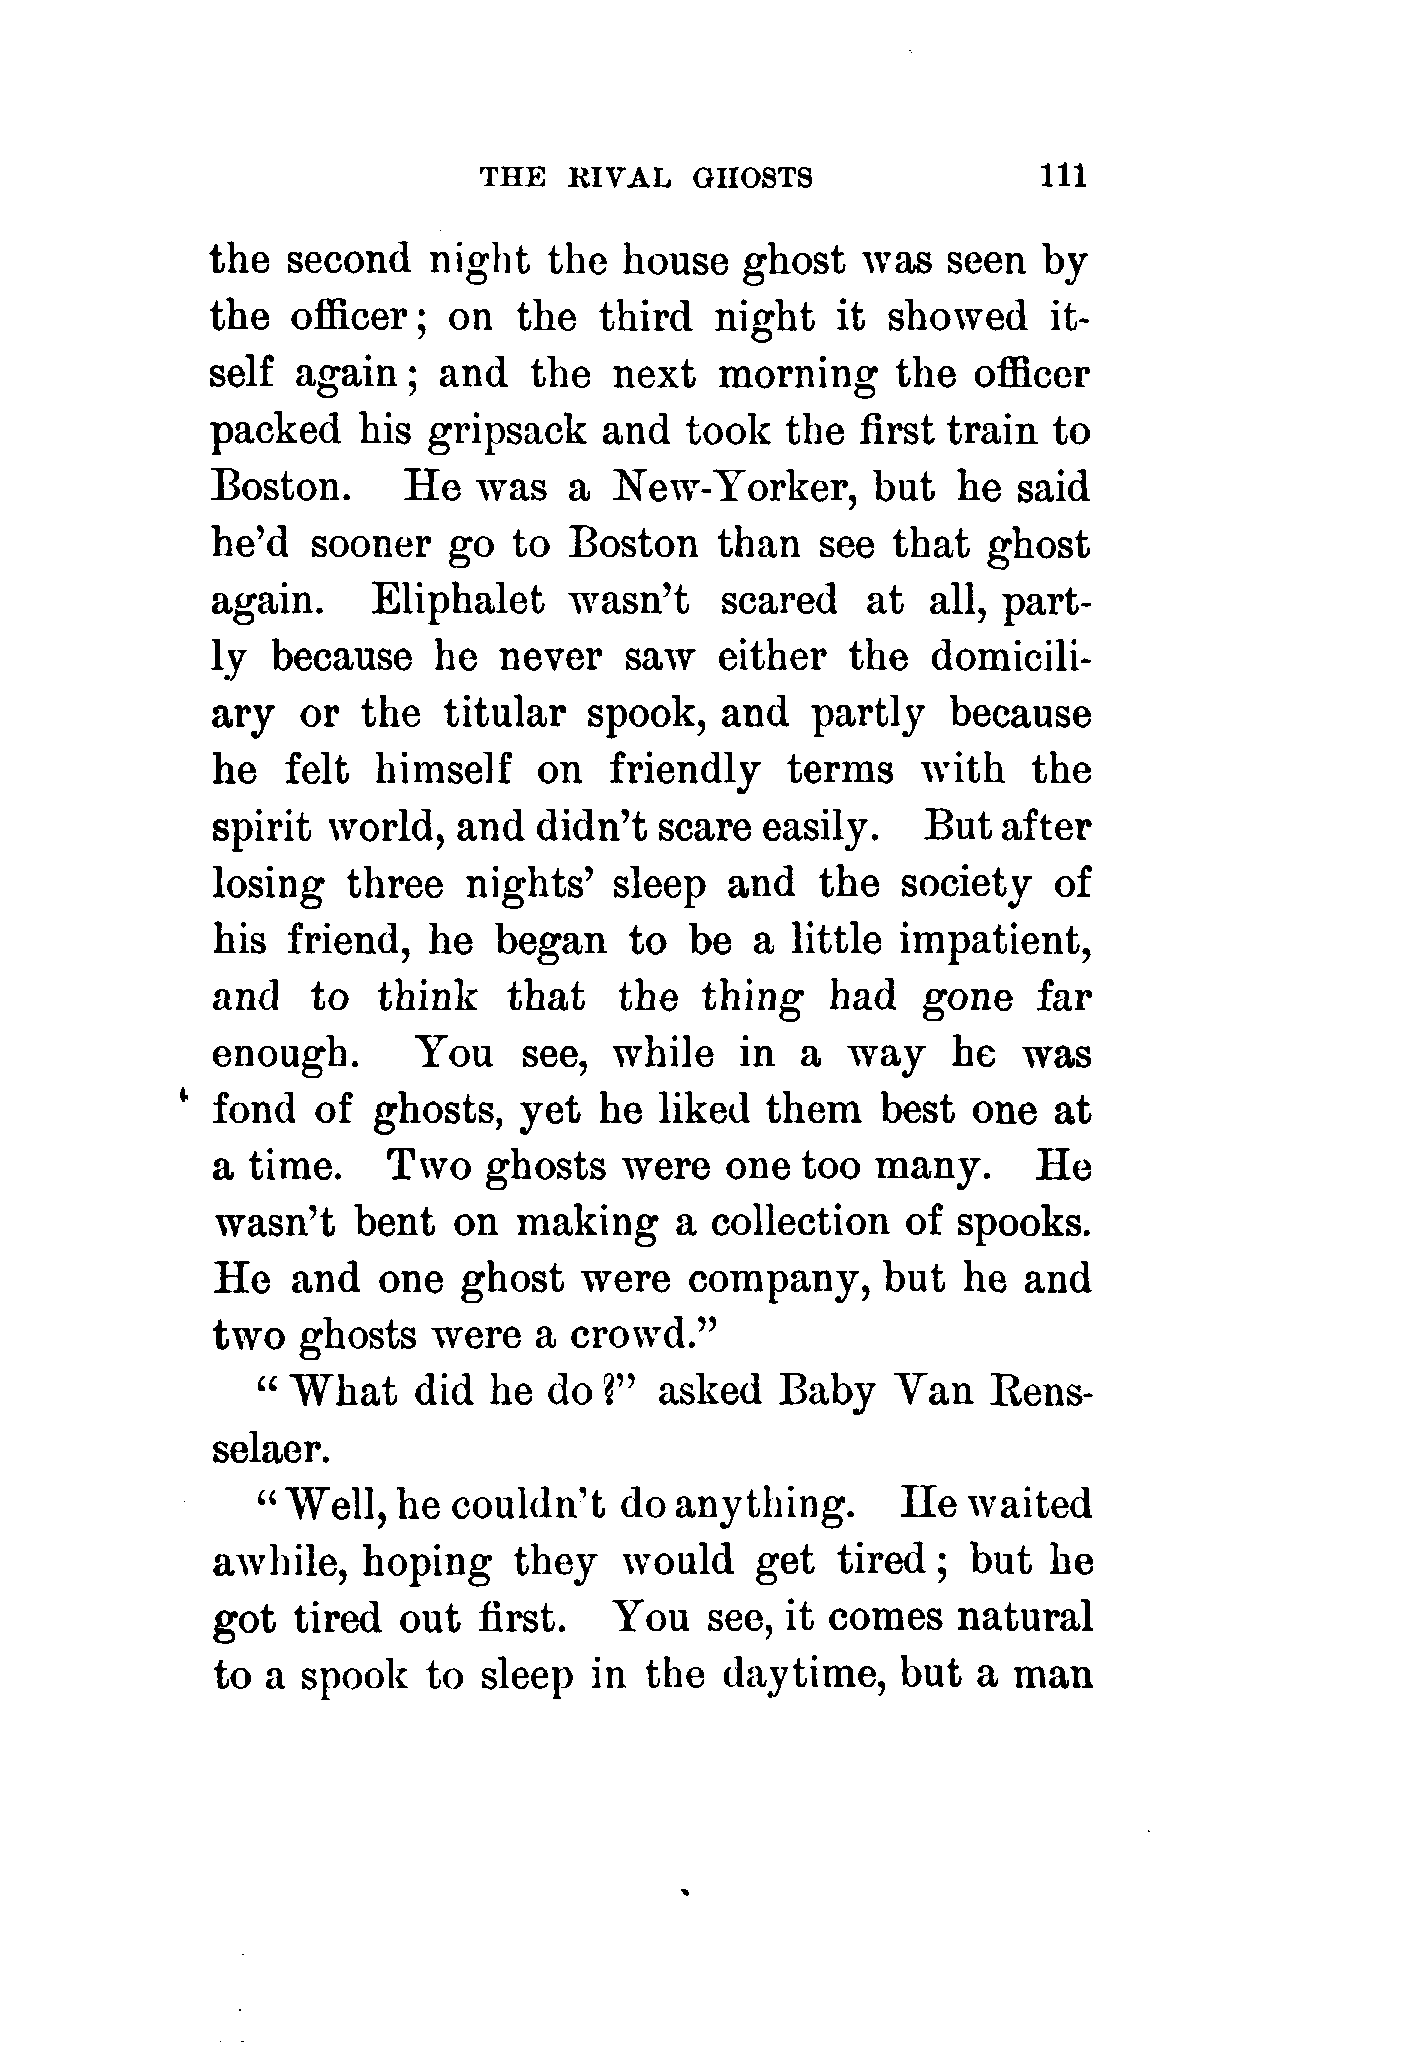 THE RIVAL GHOSTS 111
the second night the house ghost was seen by
the officer; on the third night it showed it-
self again; and the next morning the officer
packed his gripsack and took the first train to
Boston. He was a New-Yorker, but he said
he'd sooner go to Boston than see that ghost
again. Eliphalet wasn't scared at all, part-
ly because he never saw either the domicili-
ary or the titular spook, and partly because
he felt himself on friendly terms with the
spirit world, and didn't scare easily. But after
losing three nights' sleep and the society of
his friend, he began to be a little impatient,
and to think that the thing had gone far
enough. You see, while in a way he was
fond of ghosts, yet he liked them best one at
a time. Two ghosts were one too many. He
wasn't bent on making a collection of spooks.
He and one ghost were company, but he and
two ghosts were a crowd."
"What did he do?" asked Baby Van Rens-
selaer.
"Well, he couldn't do anything. He waited
awhile, hoping they would get tired; but he
got tired out first. You see, it comes natural
to a spook to sleep in the daytime, but a man